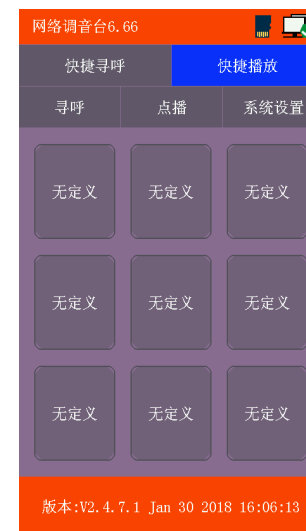 网络调音台6.66
快捷寻呼 快捷播放
寻呼 点播 系统设置
无定义 无定义 无定义
无定义 无定义 无定义
无定义 无定义 无定义
版本:V2.4.7.1 Jan 30 2018 16:06:13